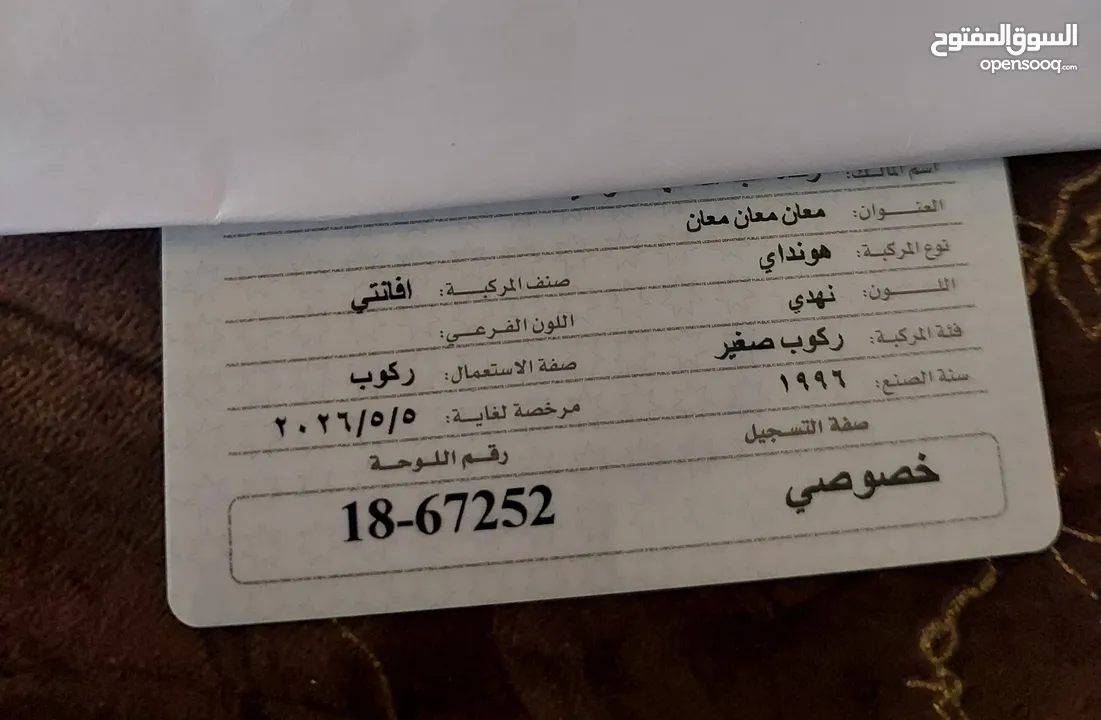 السوق المفتوح
opensooq.com
اسم المالك:
العنوان: معان معان معان
نوع المركبة: هونداي
صنف المركبة: افانتي
اللون: نهدي
اللون الفرعي:
فئة المركبة: ركوب صغير
صفة الاستعمال: ركوب
سنة الصنع: ١٩٩٦
مرخصة لغاية: ٢٠٢٦/٥/٥
صفة التسجيل
رقم اللوحة
خصوصي
18-67252